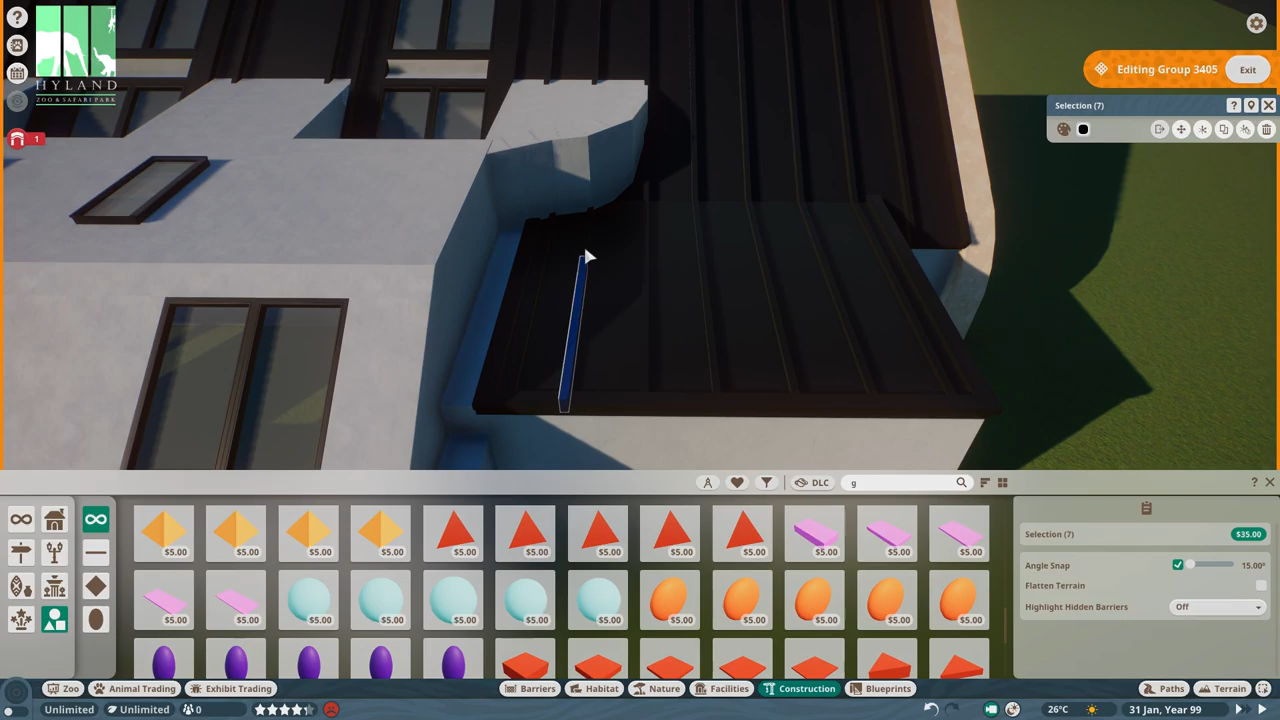 HYLAND
ZOO & SAFARI PARK
1
Editing Group 3405
Exit
Selection (7)
?
DLC
g
?
$5.00 $5.00 $5.00 $5.00 $5.00 $5.00 $5.00 $5.00 $5.00 $5.00 $5.00 $5.00
$5.00 $5.00 $5.00 $5.00 $5.00 $5.00 $5.00 $5.00 $5.00 $5.00 $5.00 $5.00
Selection (7) $35.00
Angle Snap 15.00°
Flatten Terrain
Highlight Hidden Barriers Off
Zoo Animal Trading Exhibit Trading Barriers Habitat Nature Facilities Construction Blueprints Paths Terrain
Unlimited Unlimited 0 26°C 31 Jan, Year 99